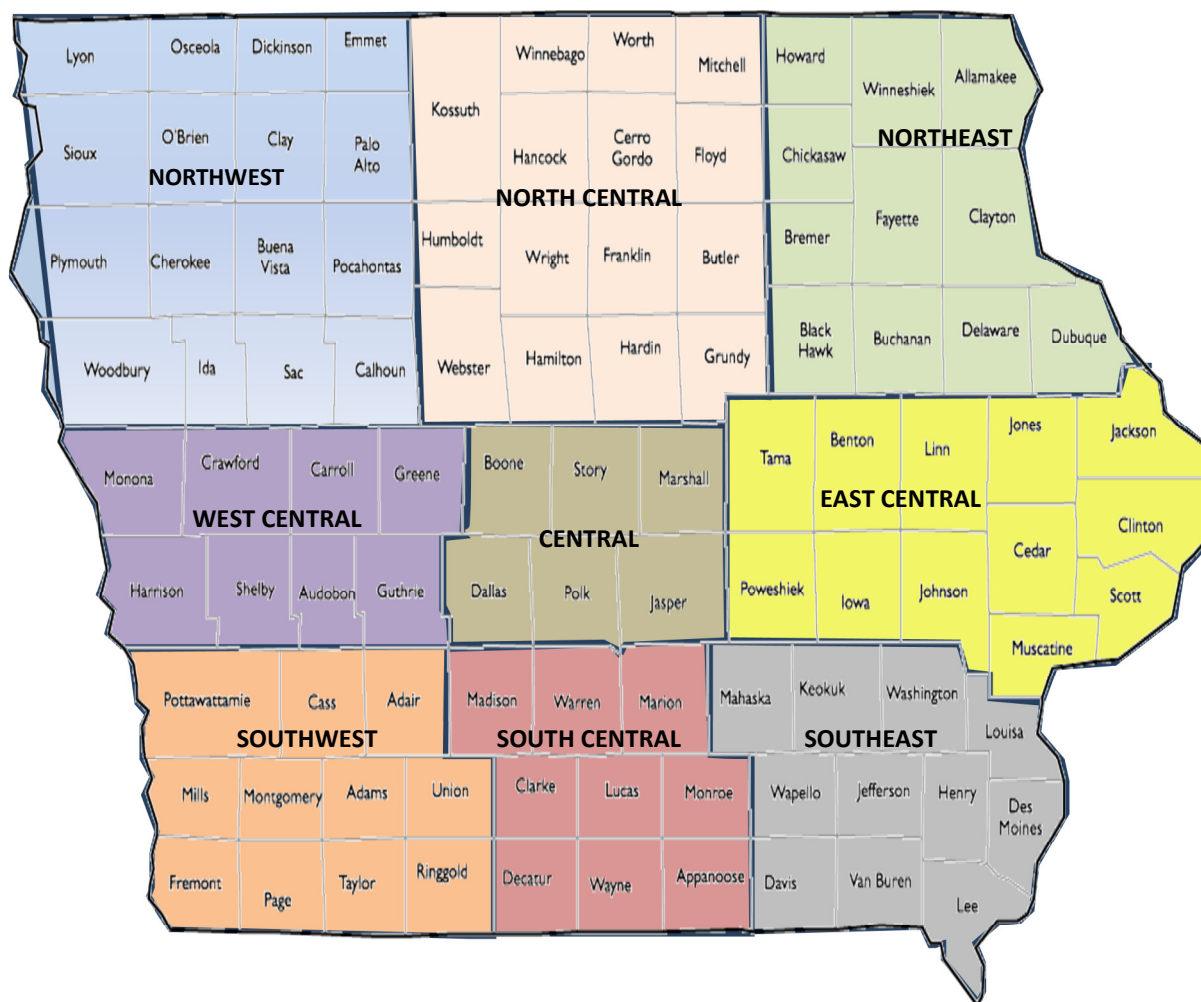 Lyon
Osceola
Dickinson
Emmet
Sioux
O'Brien
Clay
Palo
Alto
NORTHWEST
Plymouth
Cherokee
Buena
Vista
Pocahontas
Woodbury
Ida
Sac
Calhoun
Kossuth
Winnebago
Worth
Mitchell
Hancock
Cerro
Gordo
Floyd
NORTH CENTRAL
Humboldt
Wright
Franklin
Butler
Webster
Hamilton
Hardin
Grundy
Howard
Winneshiek
Allamakee
NORTHEAST
Chickasaw
Bremer
Fayette
Clayton
Black
Hawk
Buchanan
Delaware
Dubuque
Monona
Crawford
Carroll
Greene
WEST CENTRAL
Harrison
Shelby
Audobon
Guthrie
Boone
Story
Marshall
CENTRAL
Dallas
Polk
Jasper
Tama
Benton
Linn
Jones
Jackson
EAST CENTRAL
Clinton
Cedar
Poweshiek
Iowa
Johnson
Scott
Muscatine
Pottawattamie
Cass
Adair
SOUTHWEST
Mills
Montgomery
Adams
Union
Fremont
Page
Taylor
Ringgold
Madison
Warren
Marion
SOUTH CENTRAL
Clarke
Lucas
Monroe
Decatur
Wayne
Appanoose
Mahaska
Keokuk
Washington
Louisa
SOUTHEAST
Wapello
Jefferson
Henry
Des
Moines
Davis
Van Buren
Lee